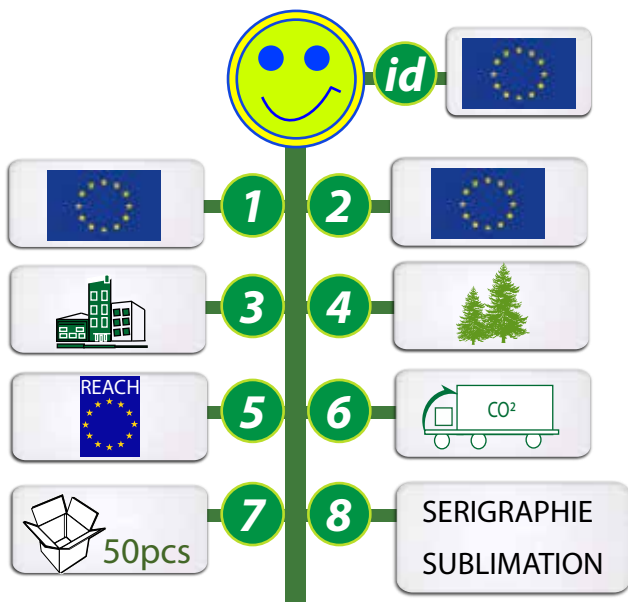 id
1
2
3
4
REACH
5
6
CO²
7
8
50pcs
SERIGRAPHIE
SUBLIMATION